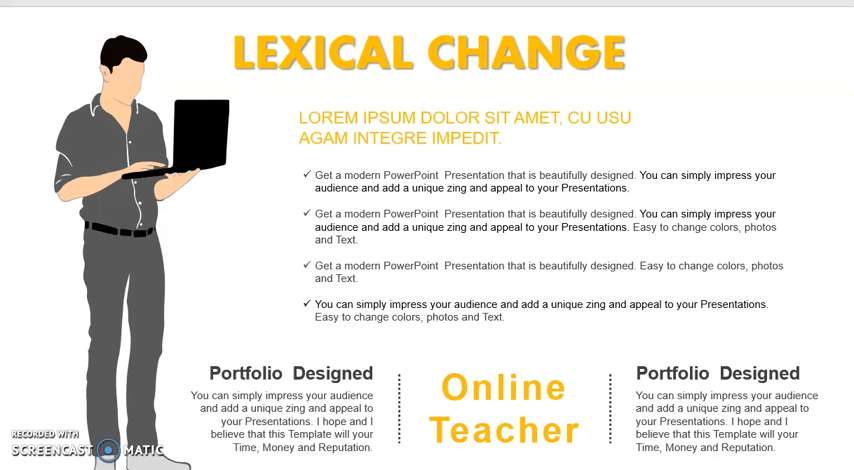 LEXICAL CHANGE
LOREM IPSUM DOLOR SIT AMET, CU USU
AGAM INTEGRE IMPEDIT.
✓ Get a modern PowerPoint Presentation that is beautifully designed. You can simply impress your
audience and add a unique zing and appeal to your Presentations.
✓ Get a modern PowerPoint Presentation that is beautifully designed. You can simply impress your
audience and add a unique zing and appeal to your Presentations. Easy to change colors, photos
and Text.
✓ Get a modern PowerPoint Presentation that is beautifully designed. Easy to change colors, photos
and Text.
✓ You can simply impress your audience and add a unique zing and appeal to your Presentations.
Easy to change colors, photos and Text.
Portfolio Designed
You can simply impress your audience
and add a unique zing and appeal to
your Presentations. I hope and I
believe that this Template will your
Time, Money and Reputation.
Online
Teacher
Portfolio Designed
You can simply impress your audience
and add a unique zing and appeal to
your Presentations. I hope and I
believe that this Template will your
Time, Money and Reputation.
RECORDED WITH
SCREENCAST MATIC